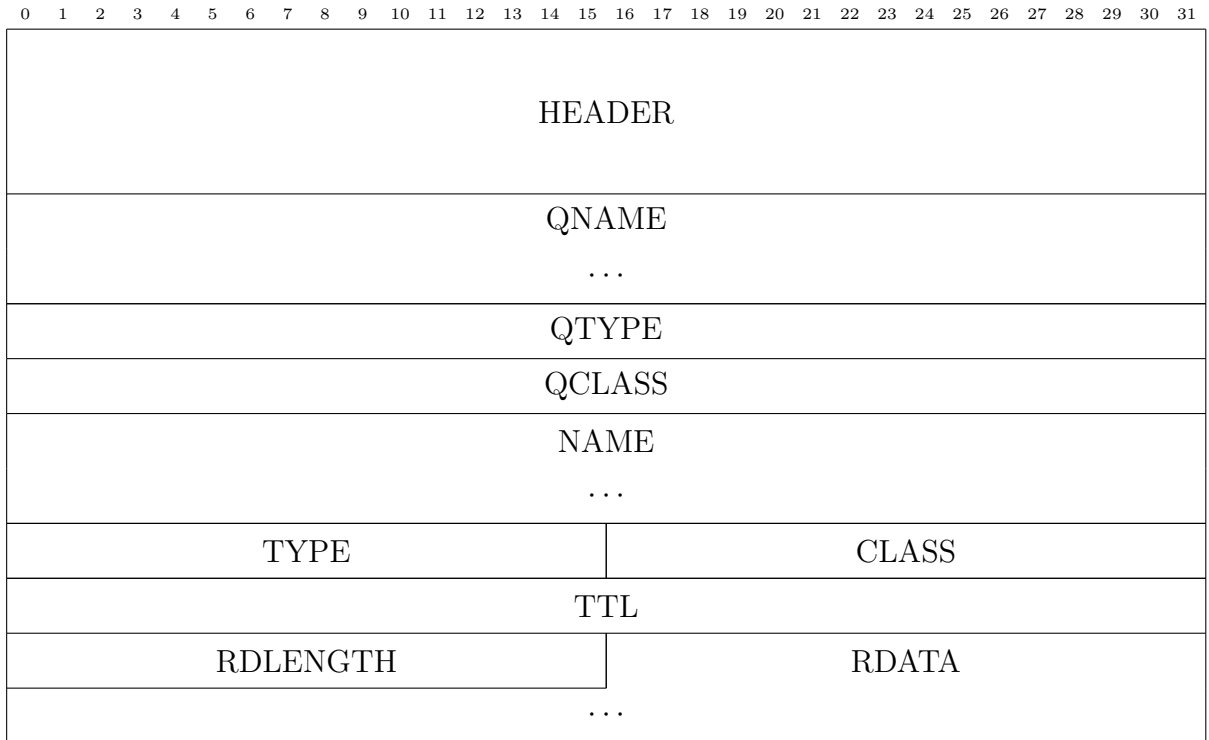 0 1 2 3 4 5 6 7 8 9 10 11 12 13 14 15 16 17 18 19 20 21 22 23 24 25 26 27 28 29 30 31
HEADER
QNAME
...
QTYPE
QCLASS
NAME
...
TYPE CLASS
TTL
RDLENGTH RDATA
...